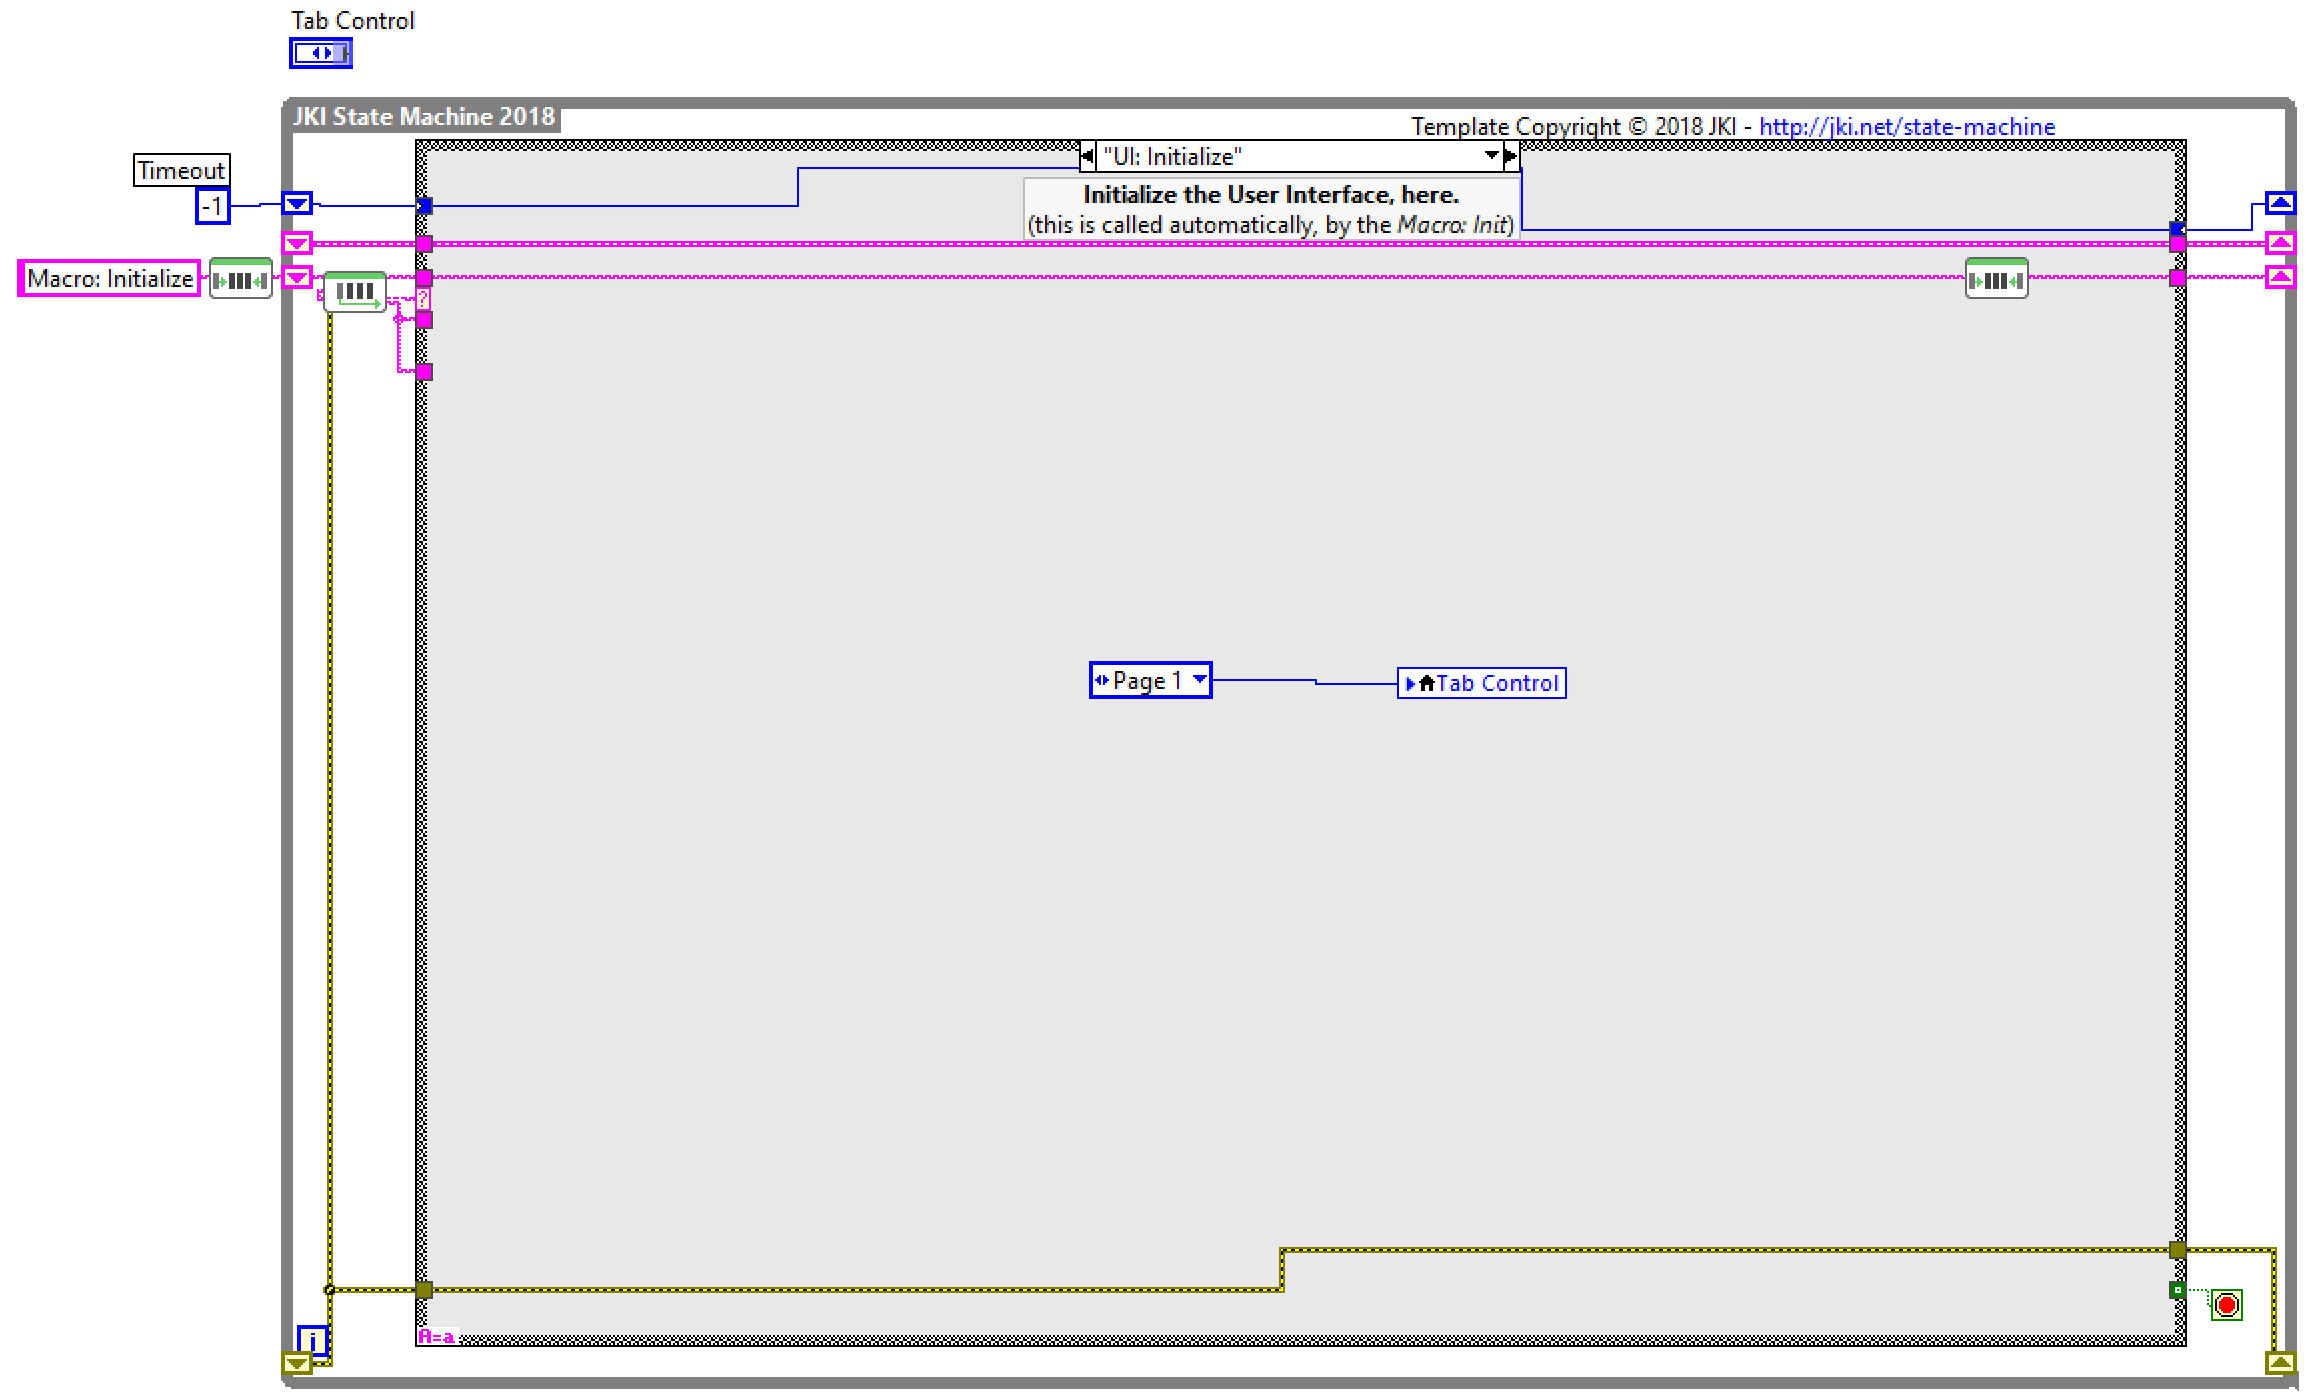 Tab Control
JKI State Machine 2018
Template Copyright © 2018 JKI - http://jki.net/state-machine
"UI: Initialize"
Timeout
-1
Initialize the User Interface, here.
(this is called automatically, by the Macro: Init)
Macro: Initialize
?
Page 1
Tab Control
A=a
i